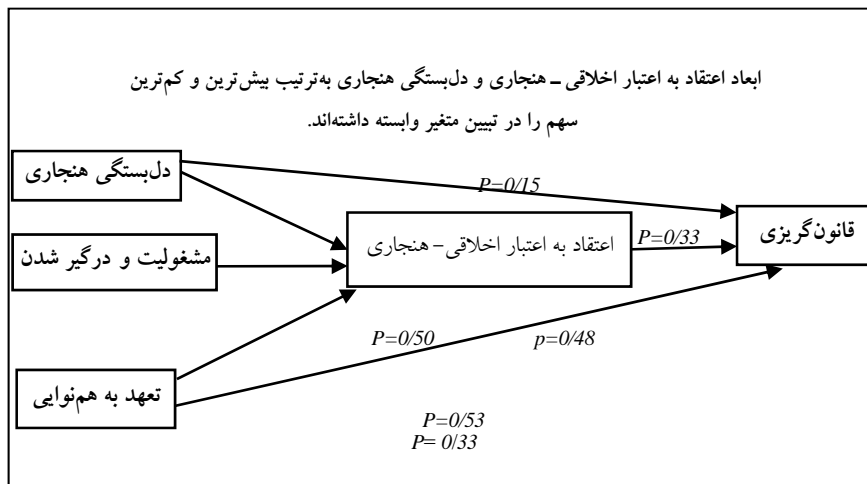 ابعاد اعتقاد به اعتبار اخلاقی ــ هنجاری و دل‌بستگی هنجاری به‌ترتیب بیش‌ترین و کم‌ترین
سهم را در تبیین متغیر وابسته داشته‌اند.
دل‌بستگی هنجاری
P=0/15
قانون‌گریزی
اعتقاد به اعتبار اخلاقی- هنجاری
P=0/33
مشغولیت و درگیر شدن
P=0/50
p=0/48
تعهد به هم‌نوایی
P=0/53
P= 0/33